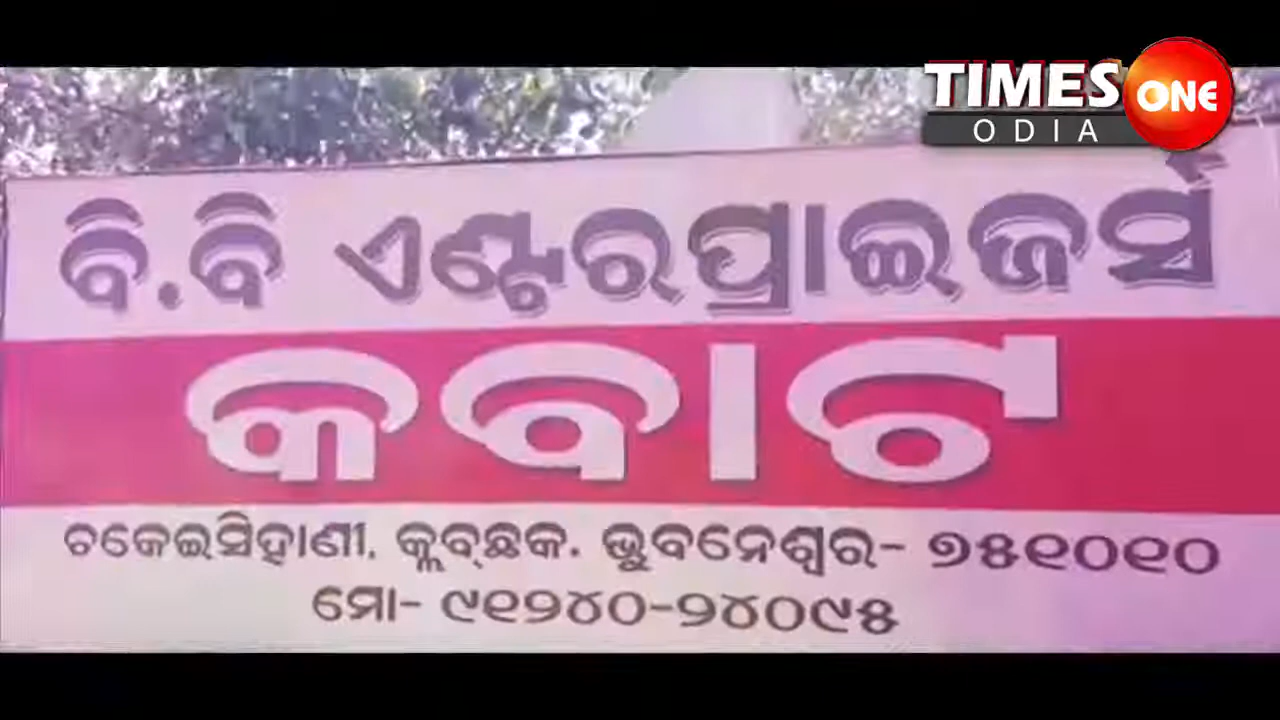 TIMES ONE
ODIA
ବି.ବି ଏଣ୍ଟରପ୍ରାଇଜର୍ସ
କବାଟ
ଚକେଇସିହାଣୀ, କ୍ଲବ୍‌ଛକ, ଭୁବନେଶ୍ୱର- ୭୫୧୦୧୦
ମୋ- ୯୧୨୪୦-୨୪୦୯୫